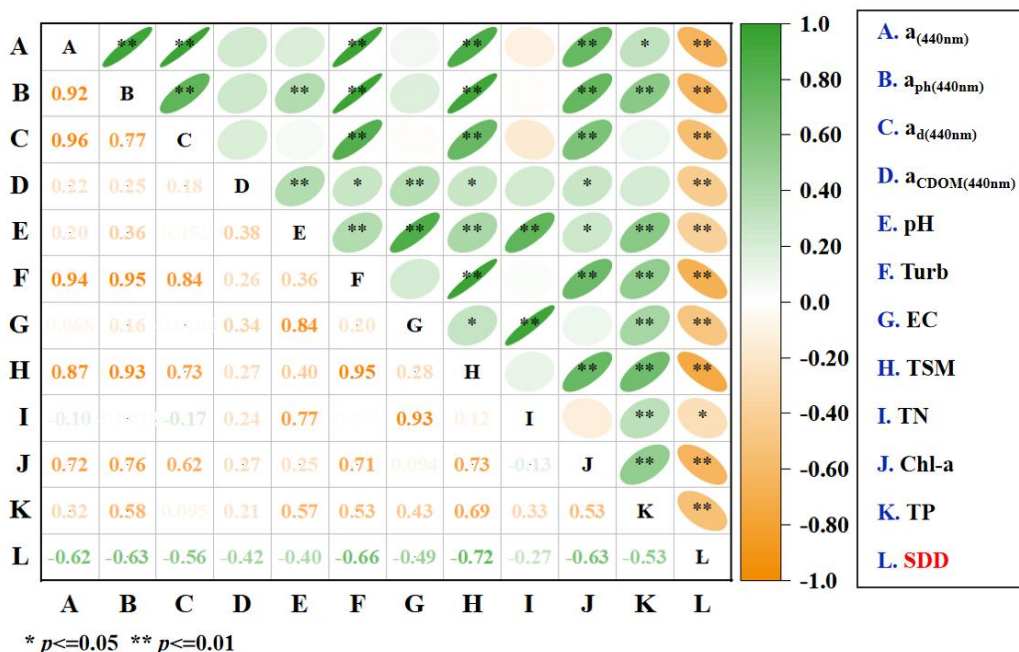 A A ** ** ** ** ** * ** 1.0
B 0.92 B ** ** ** ** ** ** ** 0.80
C 0.96 0.77 C ** ** ** ** 0.60
D 0.22 0.25 0.18 D ** * ** * * ** 0.40
E 0.20 0.36 0.052 0.38 E ** ** ** ** * ** ** 0.20
F 0.94 0.95 0.84 0.26 0.36 F ** ** ** ** 0.0
G 0.068 0.16 0.34 0.84 0.20 G * ** ** ** -0.20
H 0.87 0.93 0.73 0.27 0.40 0.95 0.28 H ** ** ** -0.40
I -0.10 -0.17 0.24 0.77 0.93 0.12 I ** *
J 0.72 0.76 0.62 0.27 0.25 0.71 0.094 0.73 -0.13 J ** ** -0.60
K 0.32 0.58 0.095 0.21 0.57 0.53 0.43 0.69 0.33 0.53 K ** -0.80
L -0.62 -0.63 -0.56 -0.42 -0.40 -0.66 -0.49 -0.72 -0.27 -0.63 -0.53 L -1.0
A B C D E F G H I J K L
* p<=0.05 ** p<=0.01
A. a(440nm)
B. aph(440nm)
C. ad(440nm)
D. aCDOM(440nm)
E. pH
F. Turb
G. EC
H. TSM
I. TN
J. Chl-a
K. TP
L. SDD